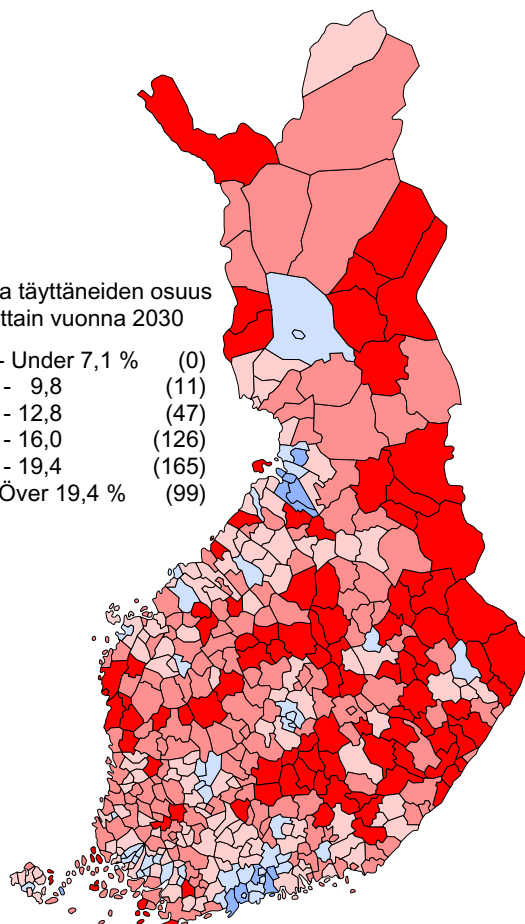 a täyttäneiden osuus
ttain vuonna 2030
- Under 7,1 % (0)
- 9,8 (11)
- 12,8 (47)
- 16,0 (126)
- 19,4 (165)
Över 19,4 % (99)